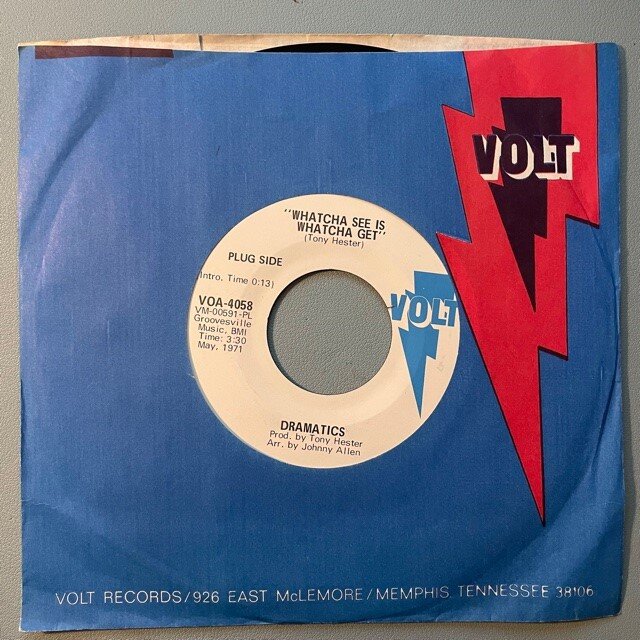 VOLT
"WHATCHA SEE IS
WHATCHA GET"
(Tony Hester)
PLUG SIDE
Intro. Time 0:13)
VOA-4058
VM-00591-PL
Groovesville
Music, BMI
Time: 3:30
May, 1971
VOLT
DRAMATICS
Prod. by Tony Hester
Arr. by Johnny Allen
VOLT RECORDS/926 EAST McLEMORE/MEMPHIS, TENNESSEE 38106